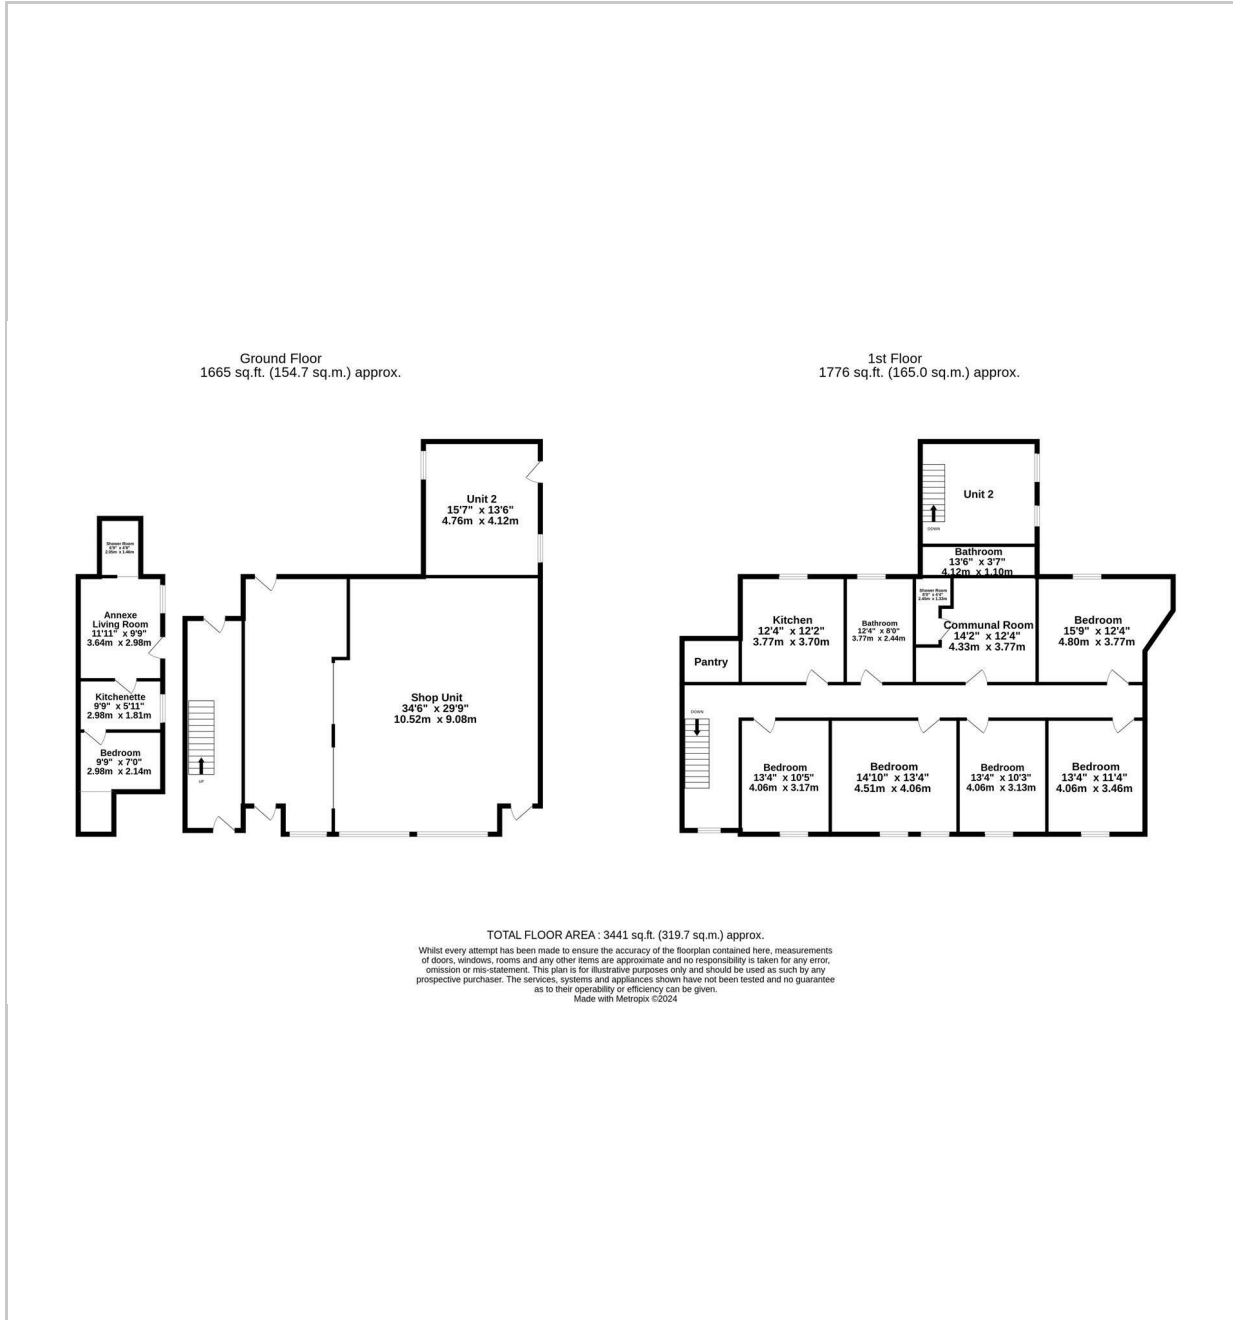 Ground Floor
1665 sq.ft. (154.7 sq.m.) approx.
1st Floor
1776 sq.ft. (165.0 sq.m.) approx.
Unit 2
15'7" x 13'6"
4.76m x 4.12m
Shower Room
Annexe
Living Room
11'11" x 9'9"
3.64m x 2.98m
Kitchenette
9'9" x 5'11"
2.98m x 1.81m
Bedroom
9'9" x 7'0"
2.98m x 2.14m
UP
Shop Unit
34'6" x 29'9"
10.52m x 9.08m
Unit 2
DOWN
Bathroom
13'6" x 3'7"
4.12m x 1.10m
Kitchen
12'4" x 12'2"
3.77m x 3.70m
Bathroom
12'4" x 8'0"
3.77m x 2.44m
Shower Room
Communal Room
14'2" x 12'4"
4.33m x 3.77m
Bedroom
15'9" x 12'4"
4.80m x 3.77m
Pantry
DOWN
Bedroom
13'4" x 10'5"
4.06m x 3.17m
Bedroom
14'10" x 13'4"
4.51m x 4.06m
Bedroom
13'4" x 10'3"
4.06m x 3.13m
Bedroom
13'4" x 11'4"
4.06m x 3.46m
TOTAL FLOOR AREA : 3441 sq.ft. (319.7 sq.m.) approx.
Whilst every attempt has been made to ensure the accuracy of the floorplan contained here, measurements
of doors, windows, rooms and any other items are approximate and no responsibility is taken for any error,
omission or mis-statement. This plan is for illustrative purposes only and should be used as such by any
prospective purchaser. The services, systems and appliances shown have not been tested and no guarantee
as to their operability or efficiency can be given.
Made with Metropix ©2024